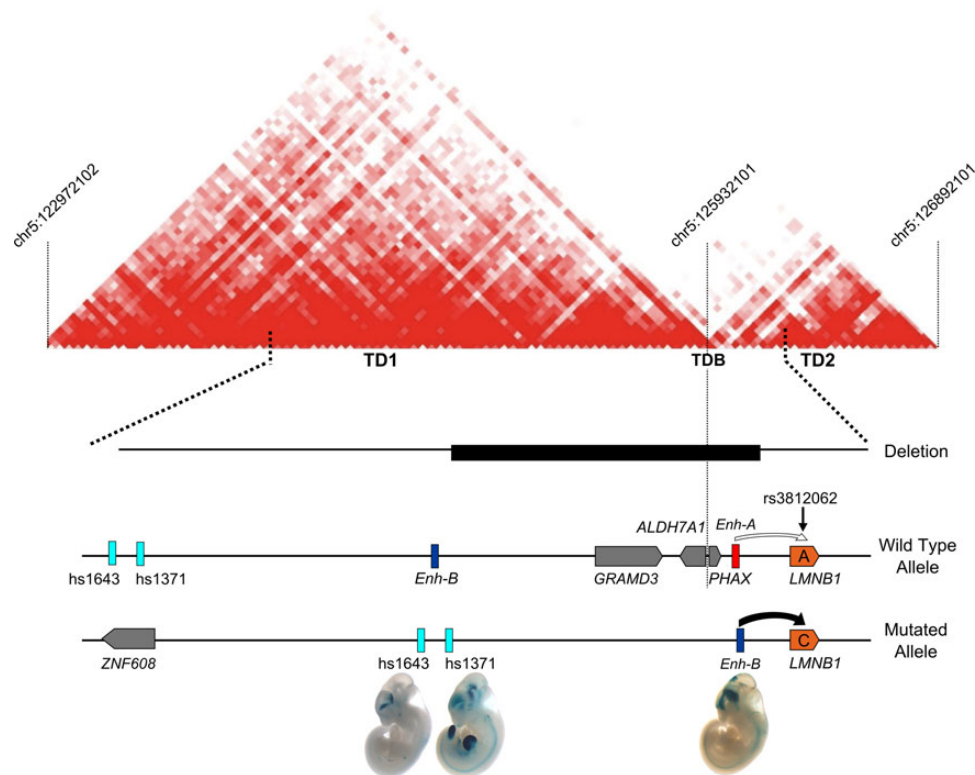 chr5:122972102
chr5:125932101
chr5:126892101
TD1
TDB
TD2
Deletion
rs3812062
ALDH7A1
Enh-A
Wild Type
Allele
A
hs1643
hs1371
Enh-B
GRAMD3
PHAX
LMNB1
Mutated
Allele
C
ZNF608
hs1643
hs1371
Enh-B
LMNB1